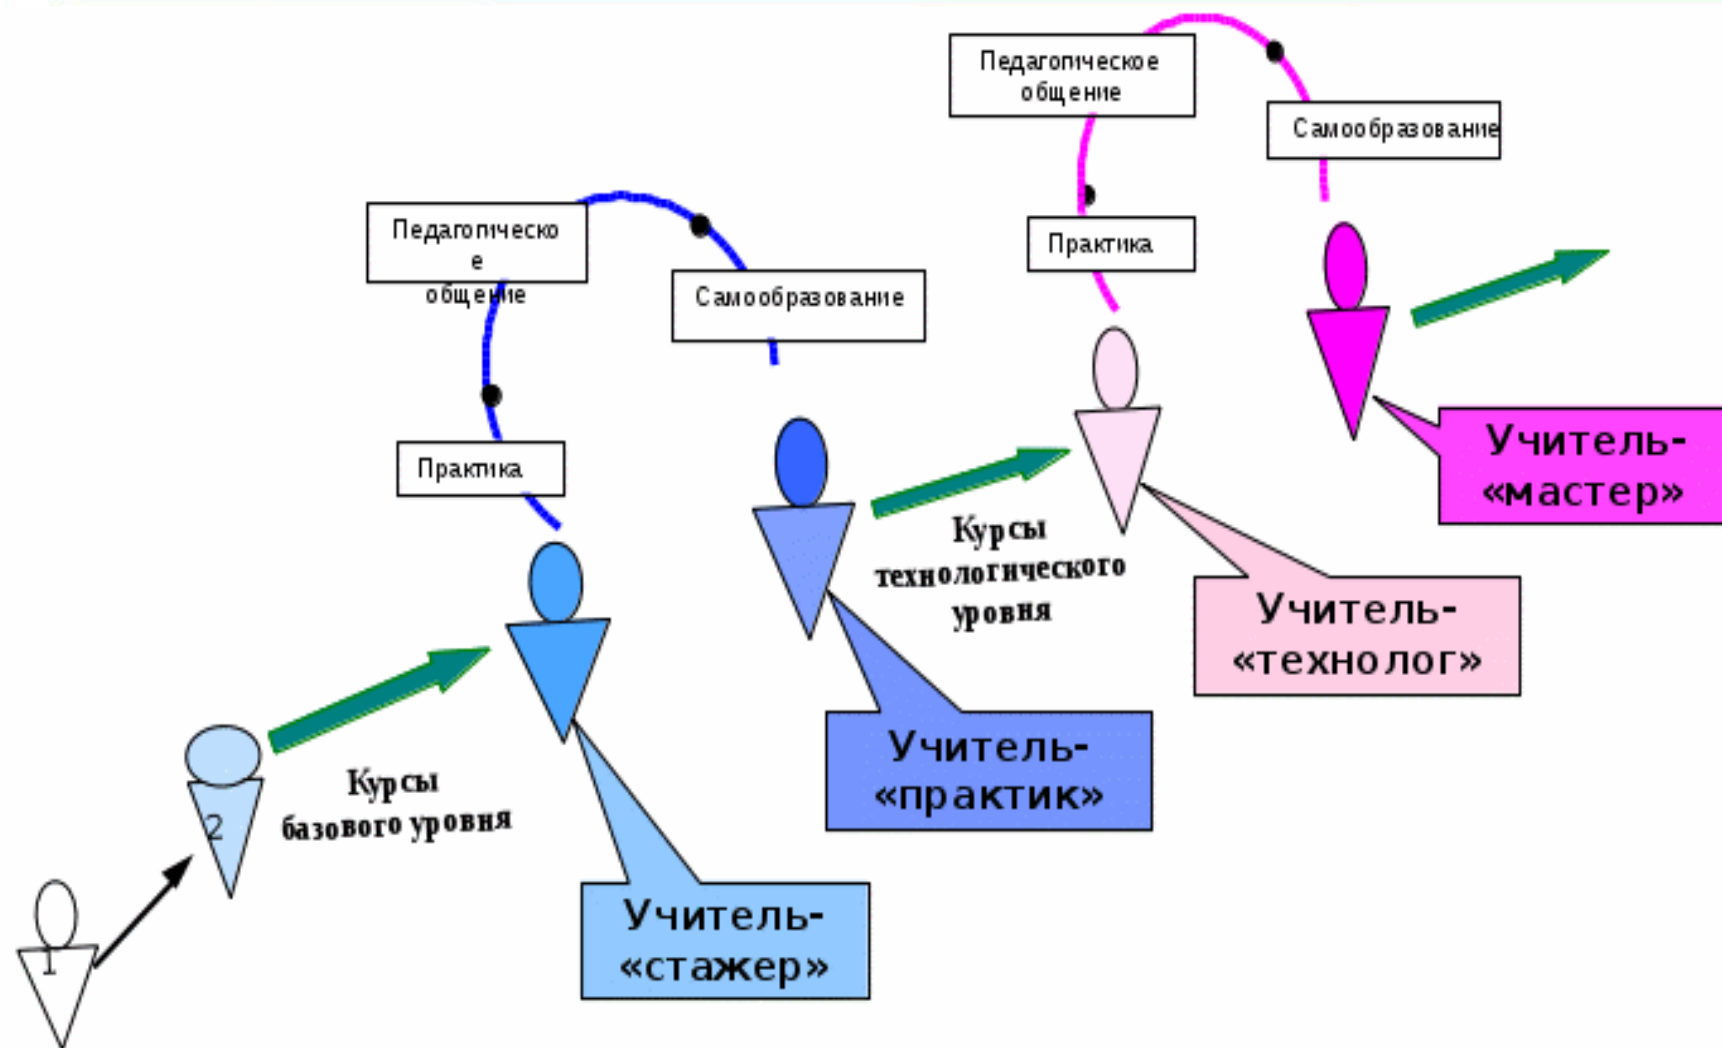 Педагогическое
общение
Самообразование
Практика
Педагогическо
е
общение
Самообразование
Практика
Учитель-
«мастер»
Курсы
технологического
уровня
Учитель-
«технолог»
Учитель-
«практик»
Курсы
базового уровня
2
Учитель-
«стажер»
1